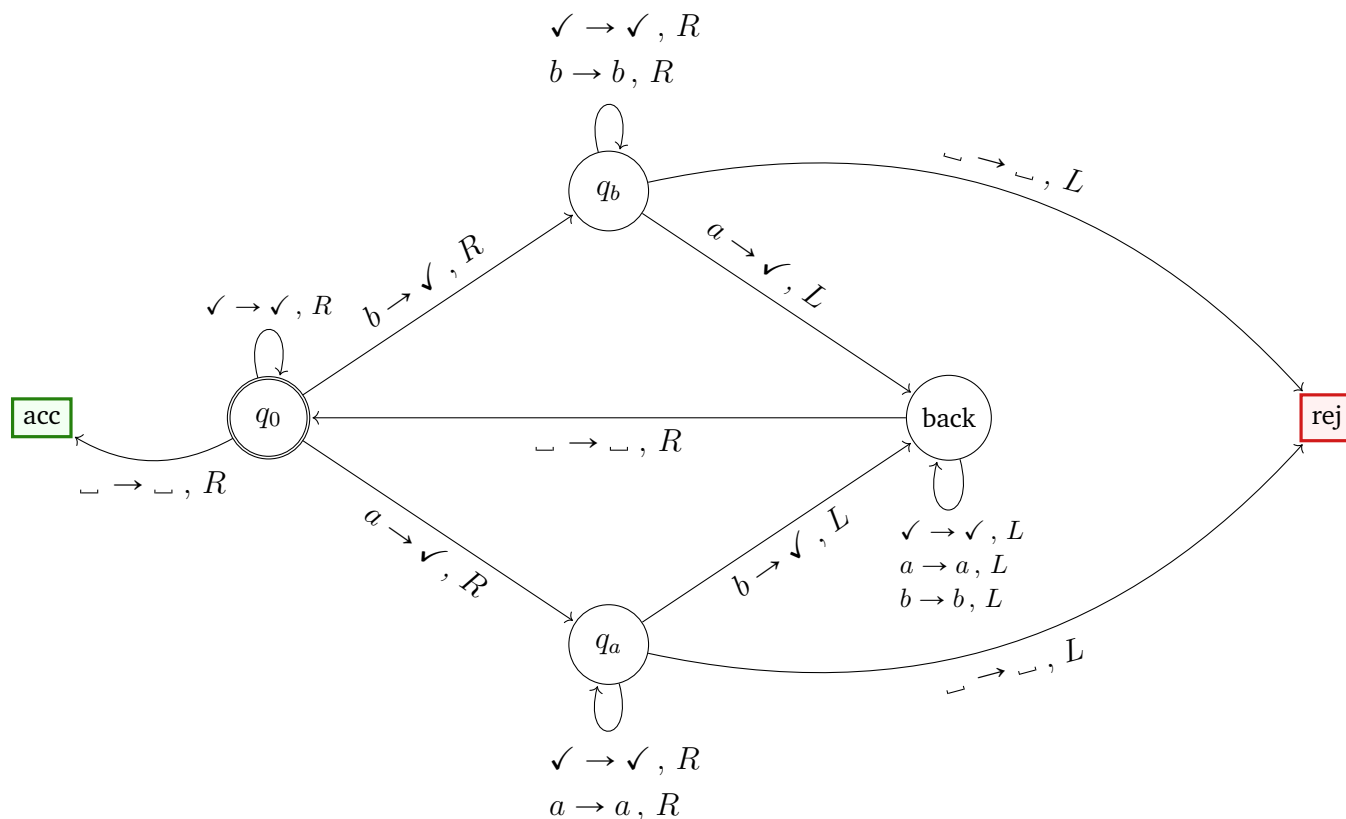 ✓ → ✓ , R
b → b , R
q_b
␣ → ␣ , L
b → ✓ , R
a → ✓ , L
✓ → ✓ , R
acc
q_0
back
rej
␣ → ␣ , R
␣ → ␣ , R
a → ✓ , R
b → ✓ , L
✓ → ✓ , L
a → a , L
b → b , L
q_a
␣ → ␣ , L
✓ → ✓ , R
a → a , R